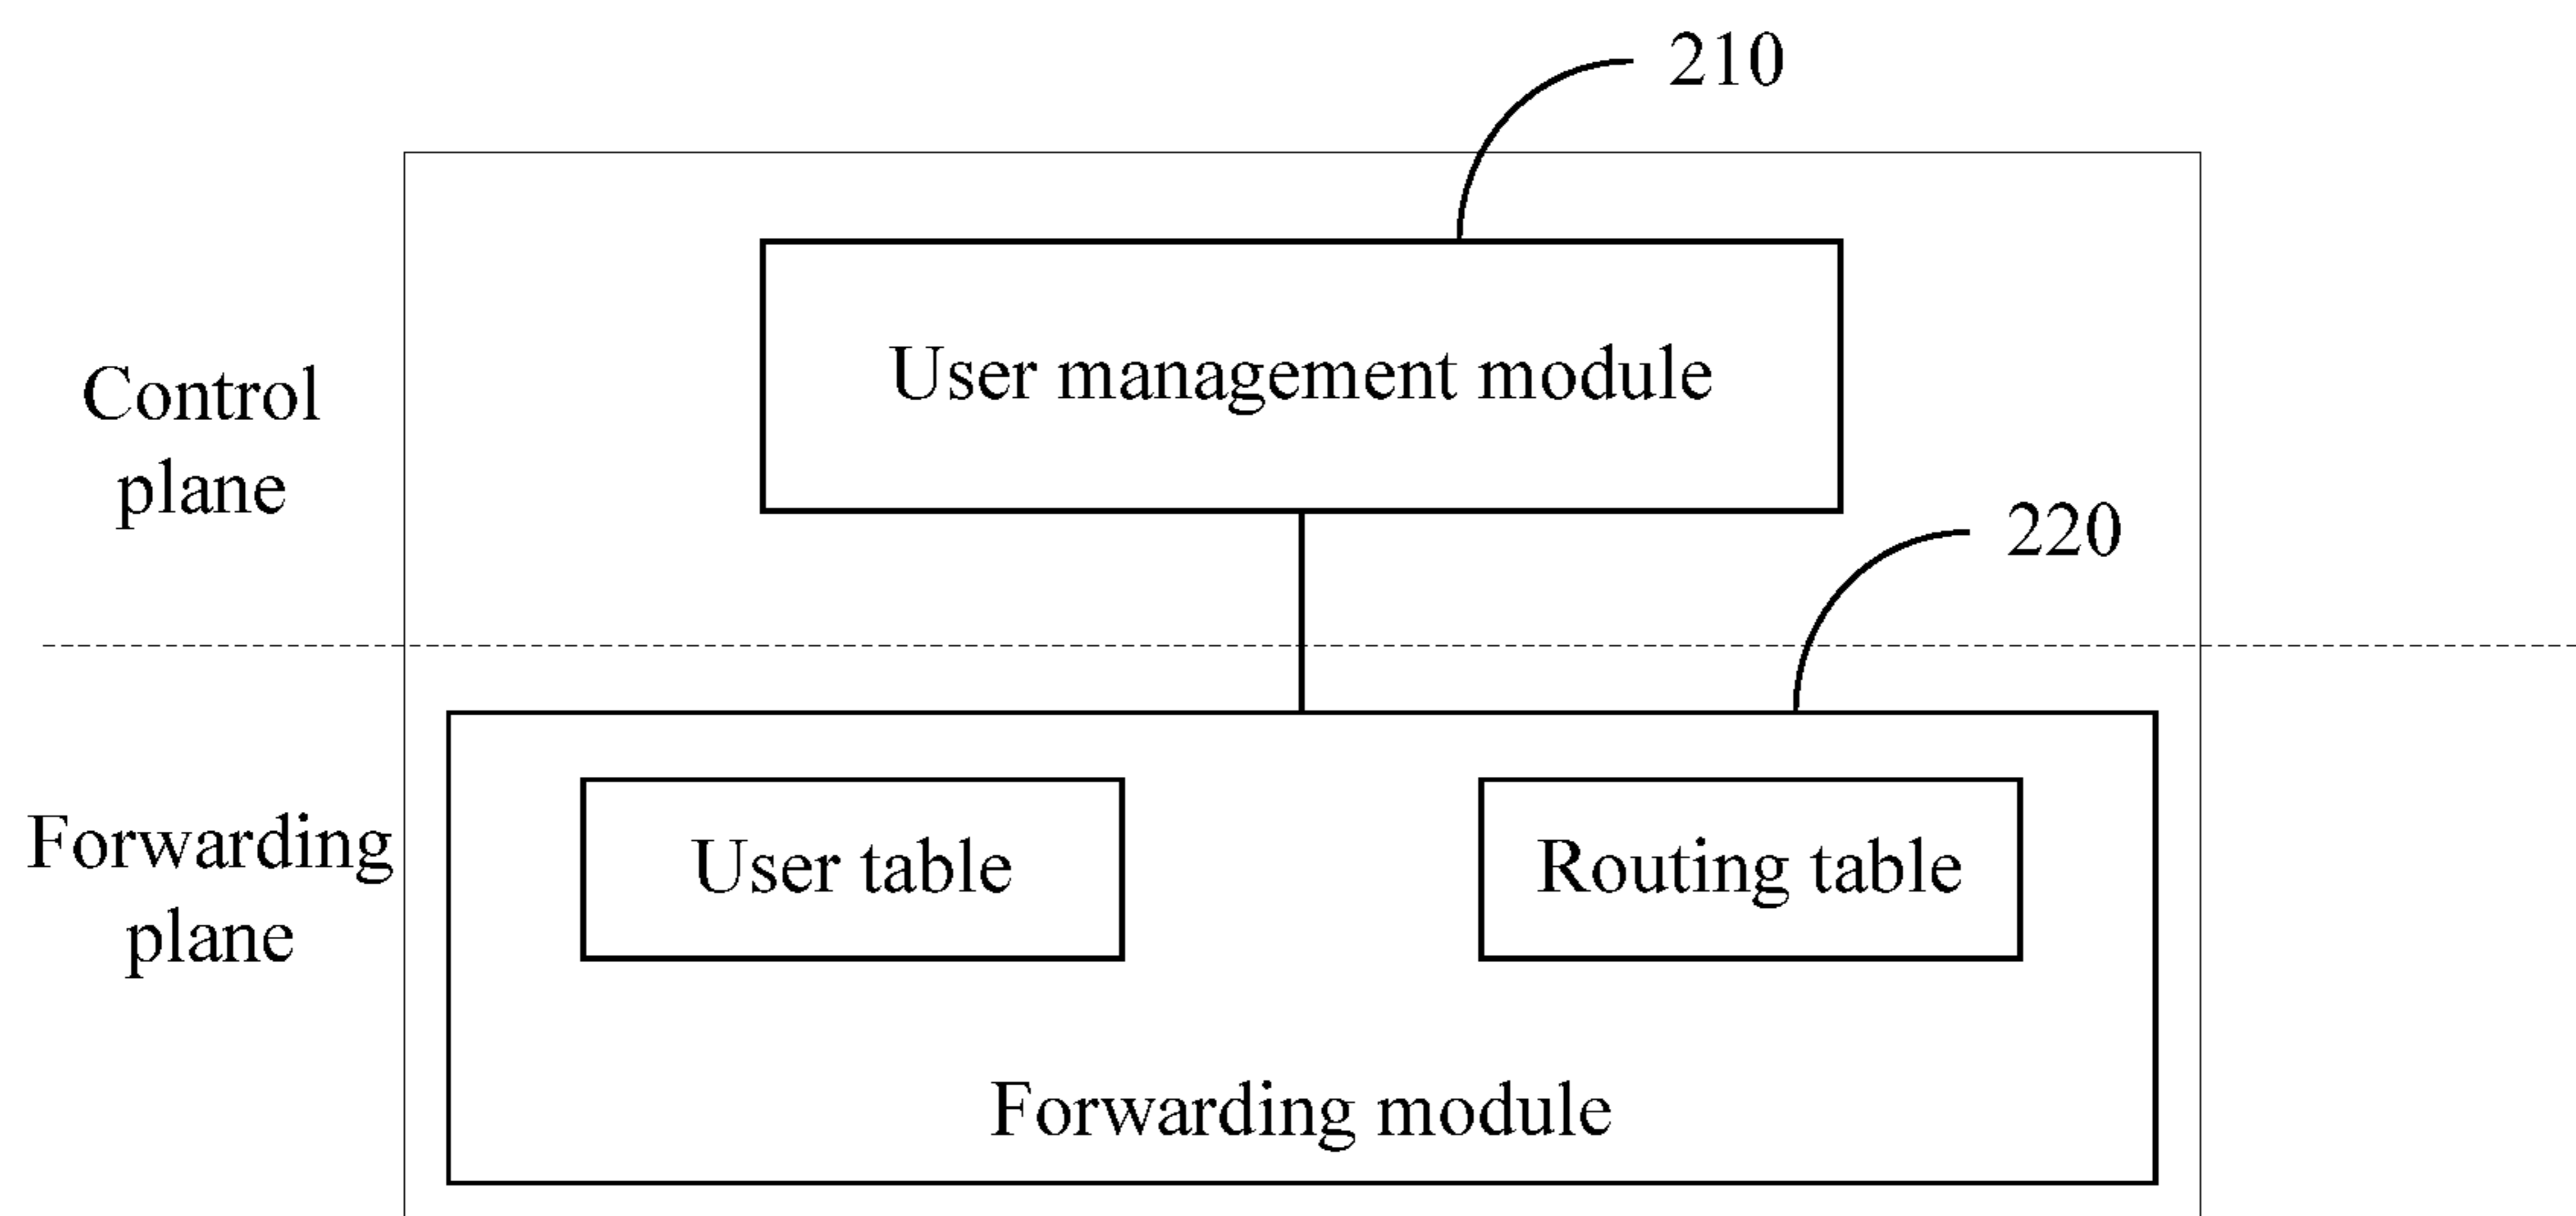 210
User management module
Control
plane
220
Forwarding
plane
User table
Routing table
Forwarding module